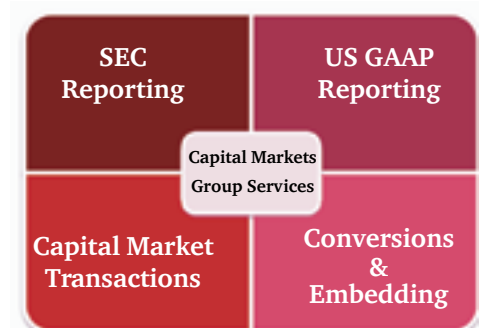 SEC
Reporting
US GAAP
Reporting
Capital Markets
Group Services
Capital Market
Transactions
Conversions
&
Embedding